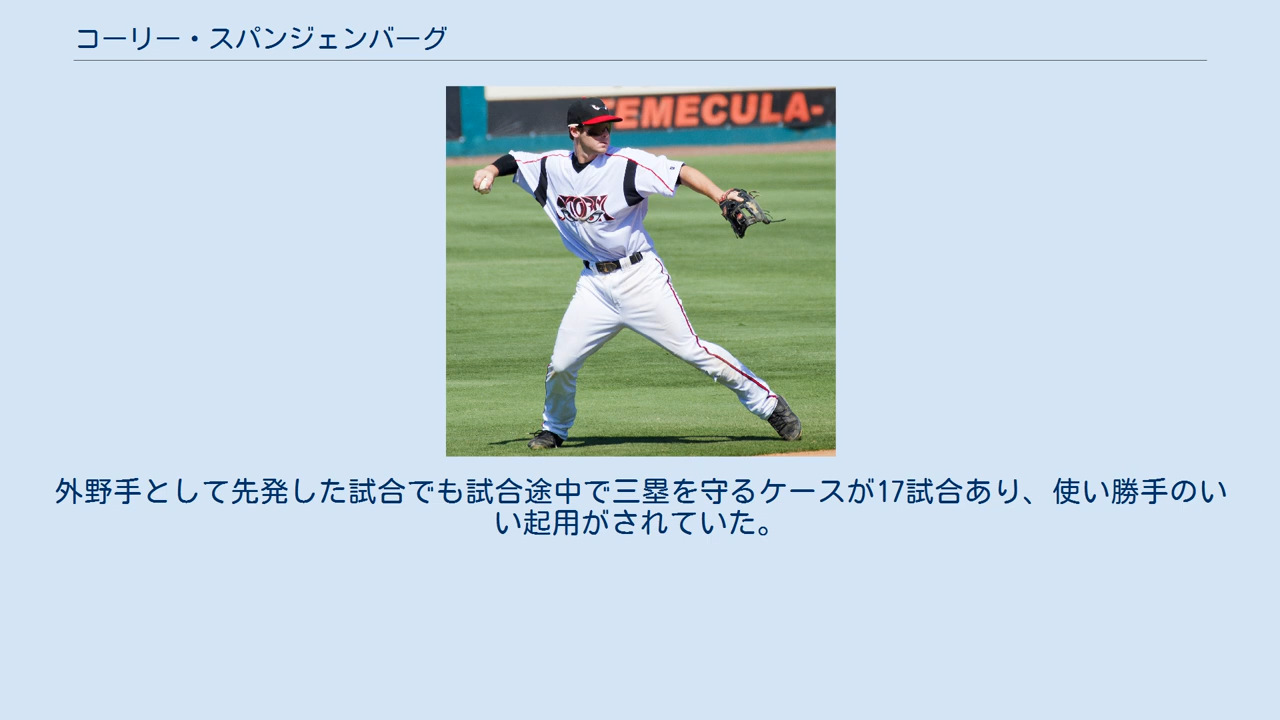 コーリー・スパンジェンバーグ
TEMECULA-
STORM
外野手として先発した試合でも試合途中で三塁を守るケースが17試合あり、使い勝手のい
い起用がされていた。